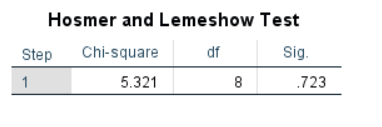 Hosmer and Lemeshow Test
Step Chi-square df Sig.
1 5.321 8 .723